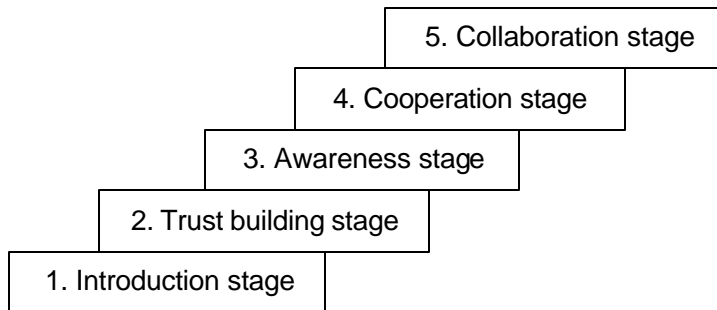 5. Collaboration stage
4. Cooperation stage
3. Awareness stage
2. Trust building stage
1. Introduction stage